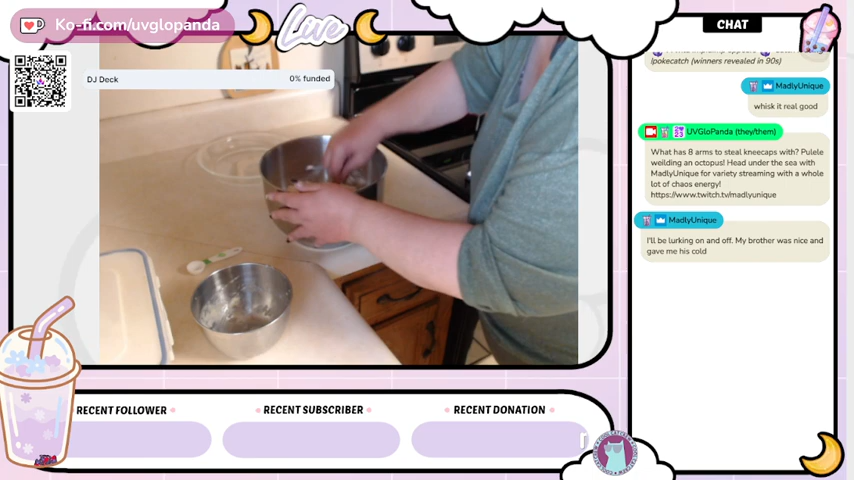 Ko-fi.com/uvglopanda
Live
CHAT
DJ Deck
0% funded
/pokecatch (winners revealed in 90s)
MadlyUnique
whisk it real good
UVGloPanda (they/them)
What has 8 arms to steal kneecaps with? Pulele
weilding an octopus! Head under the sea with
MadlyUnique for variety streaming with a whole
lot of chaos energy!
https://www.twitch.tv/madlyunique
MadlyUnique
I'll be lurking on and off. My brother was nice and
gave me his cold
RECENT FOLLOWER
RECENT SUBSCRIBER
RECENT DONATION